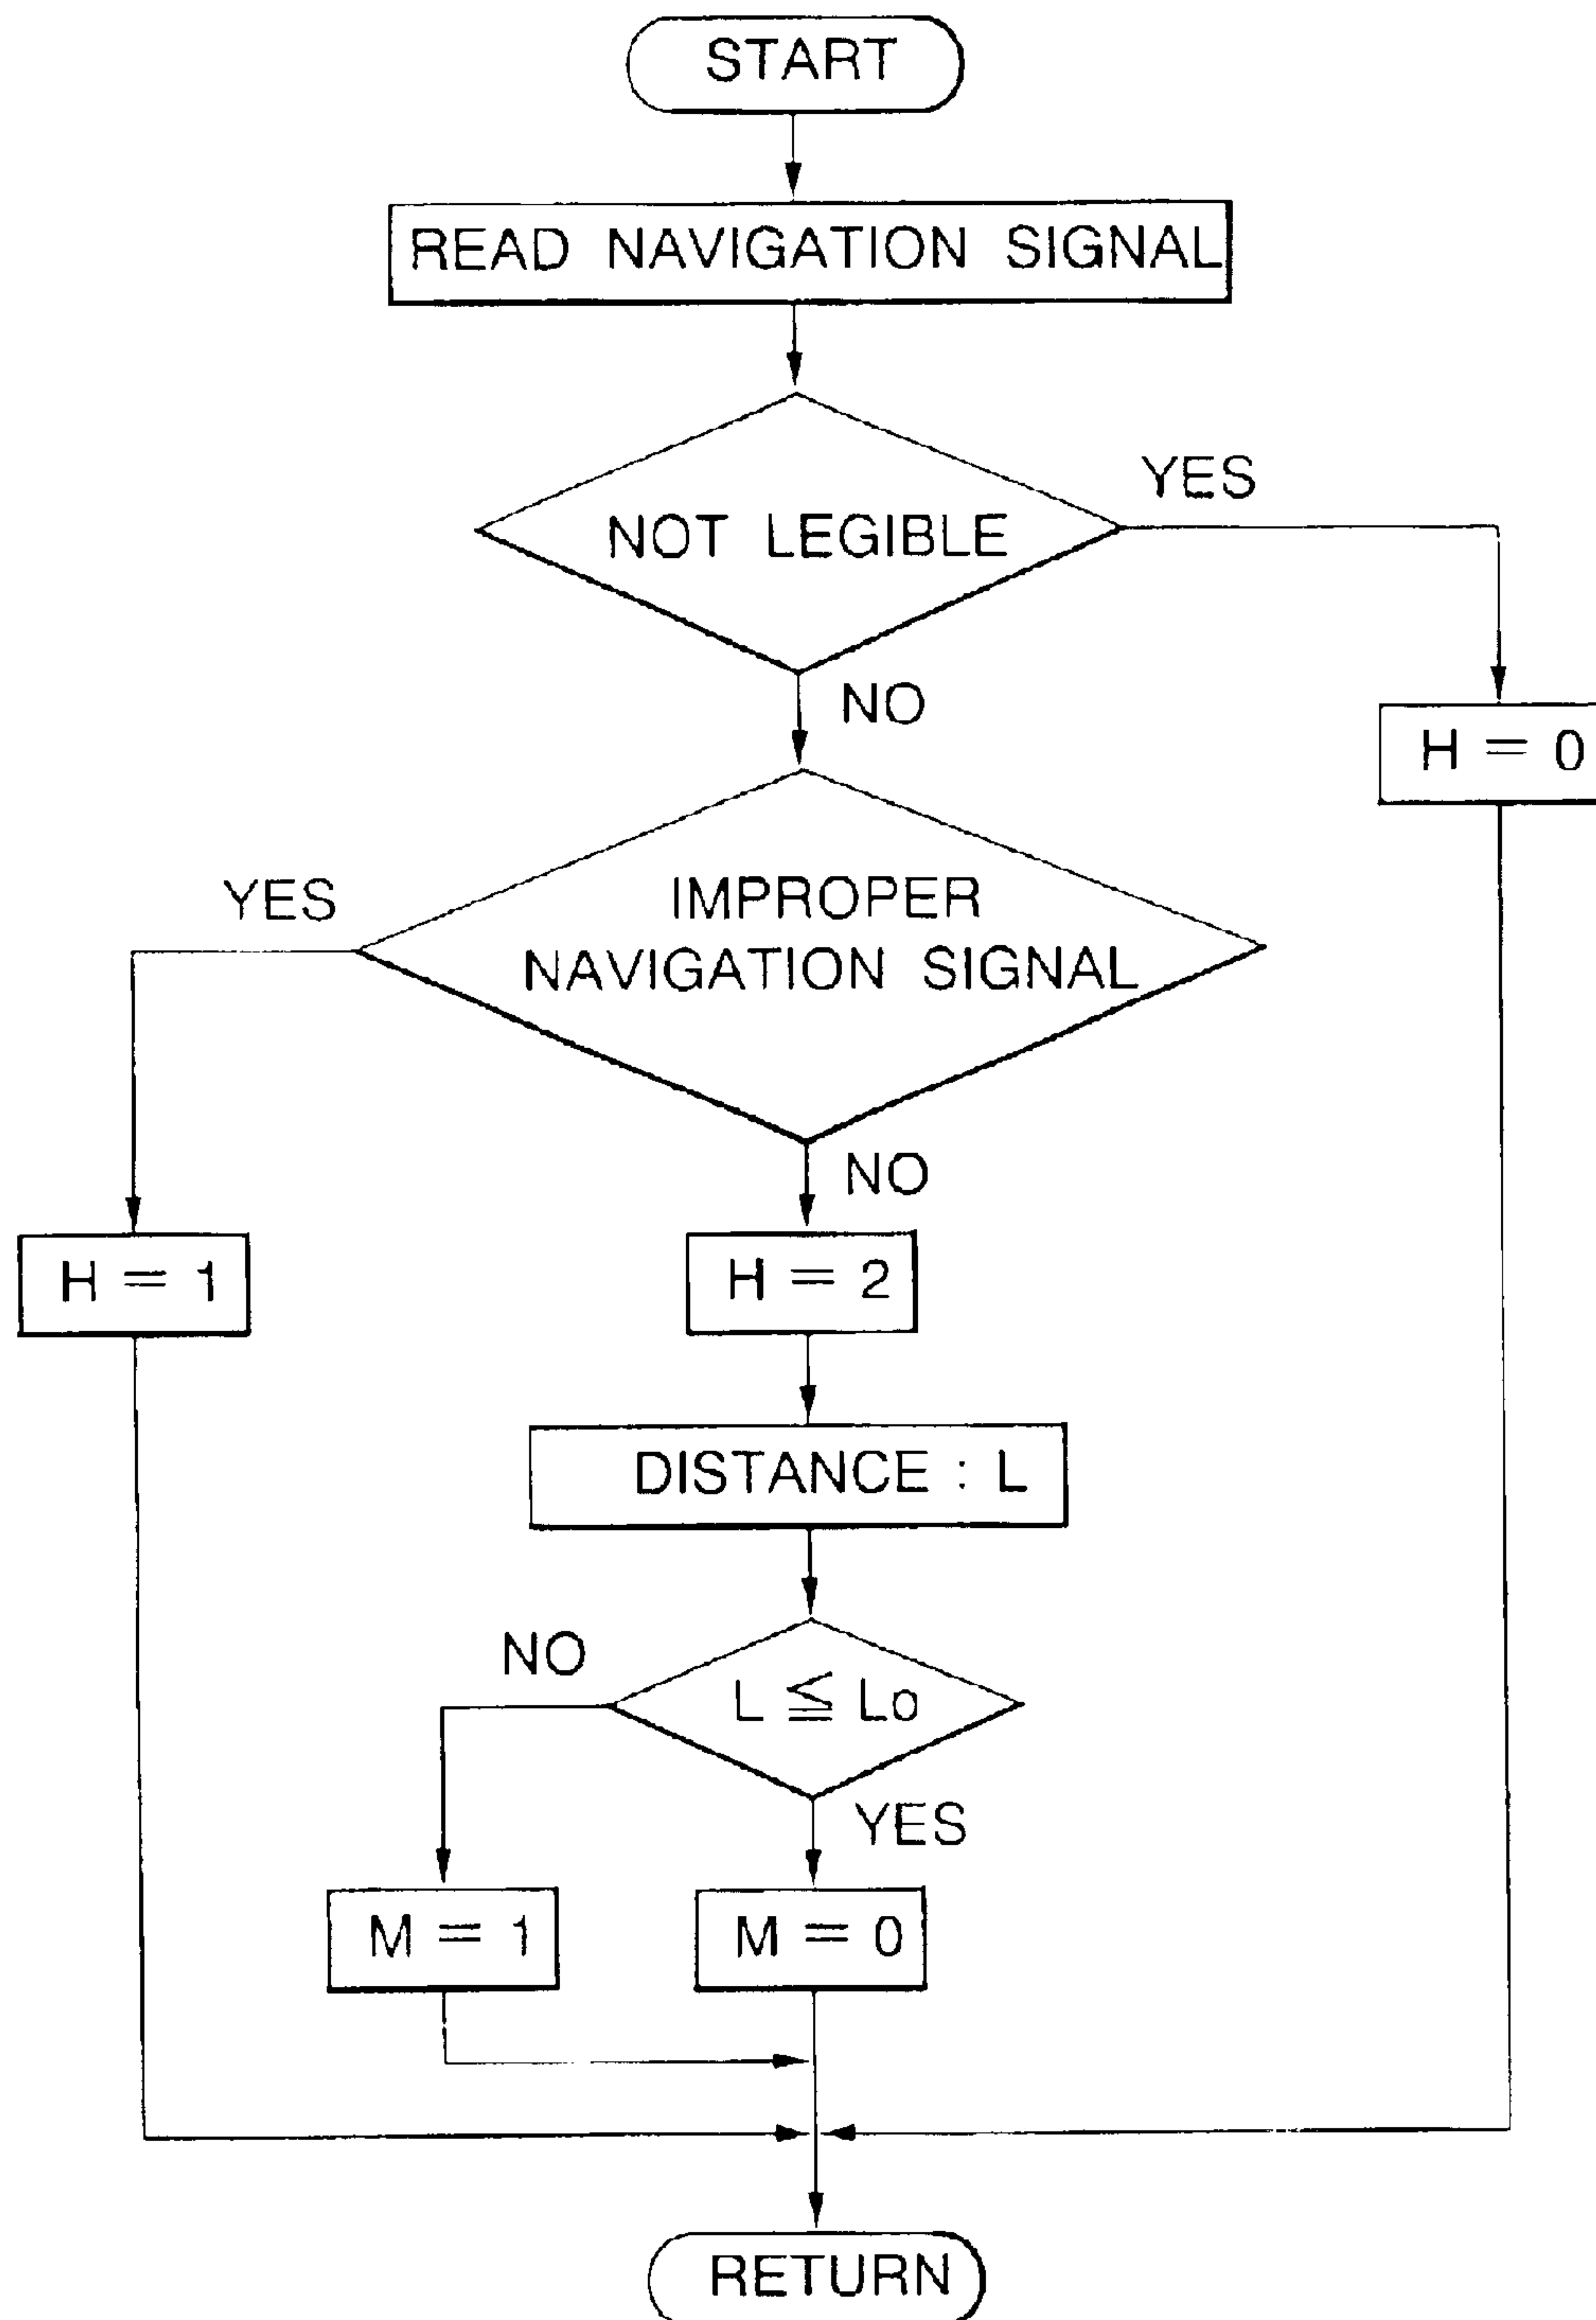 START
READ NAVIGATION SIGNAL
NOT LEGIBLE
YES
NO
H = 0
IMPROPER
NAVIGATION SIGNAL
YES
NO
H = 1
H = 2
DISTANCE : L
L ≦ Lo
NO
YES
M = 1
M = 0
RETURN